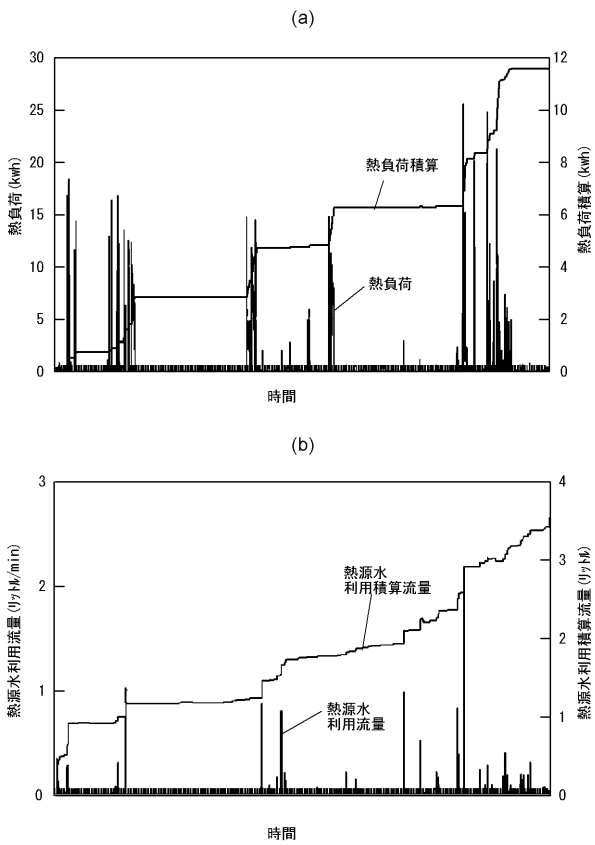 (a)
30
25
20
15
10
5
0
12
10
8
6
4
2
0
熱負荷(kwh)
熱負荷積算(kwh)
熱負荷積算
熱負荷
時間
(b)
3
2
1
0
4
3
2
1
0
熱源水利用流量(リットル/min)
熱源水利用積算流量(リットル)
熱源水
利用積算流量
熱源水
利用流量
時間